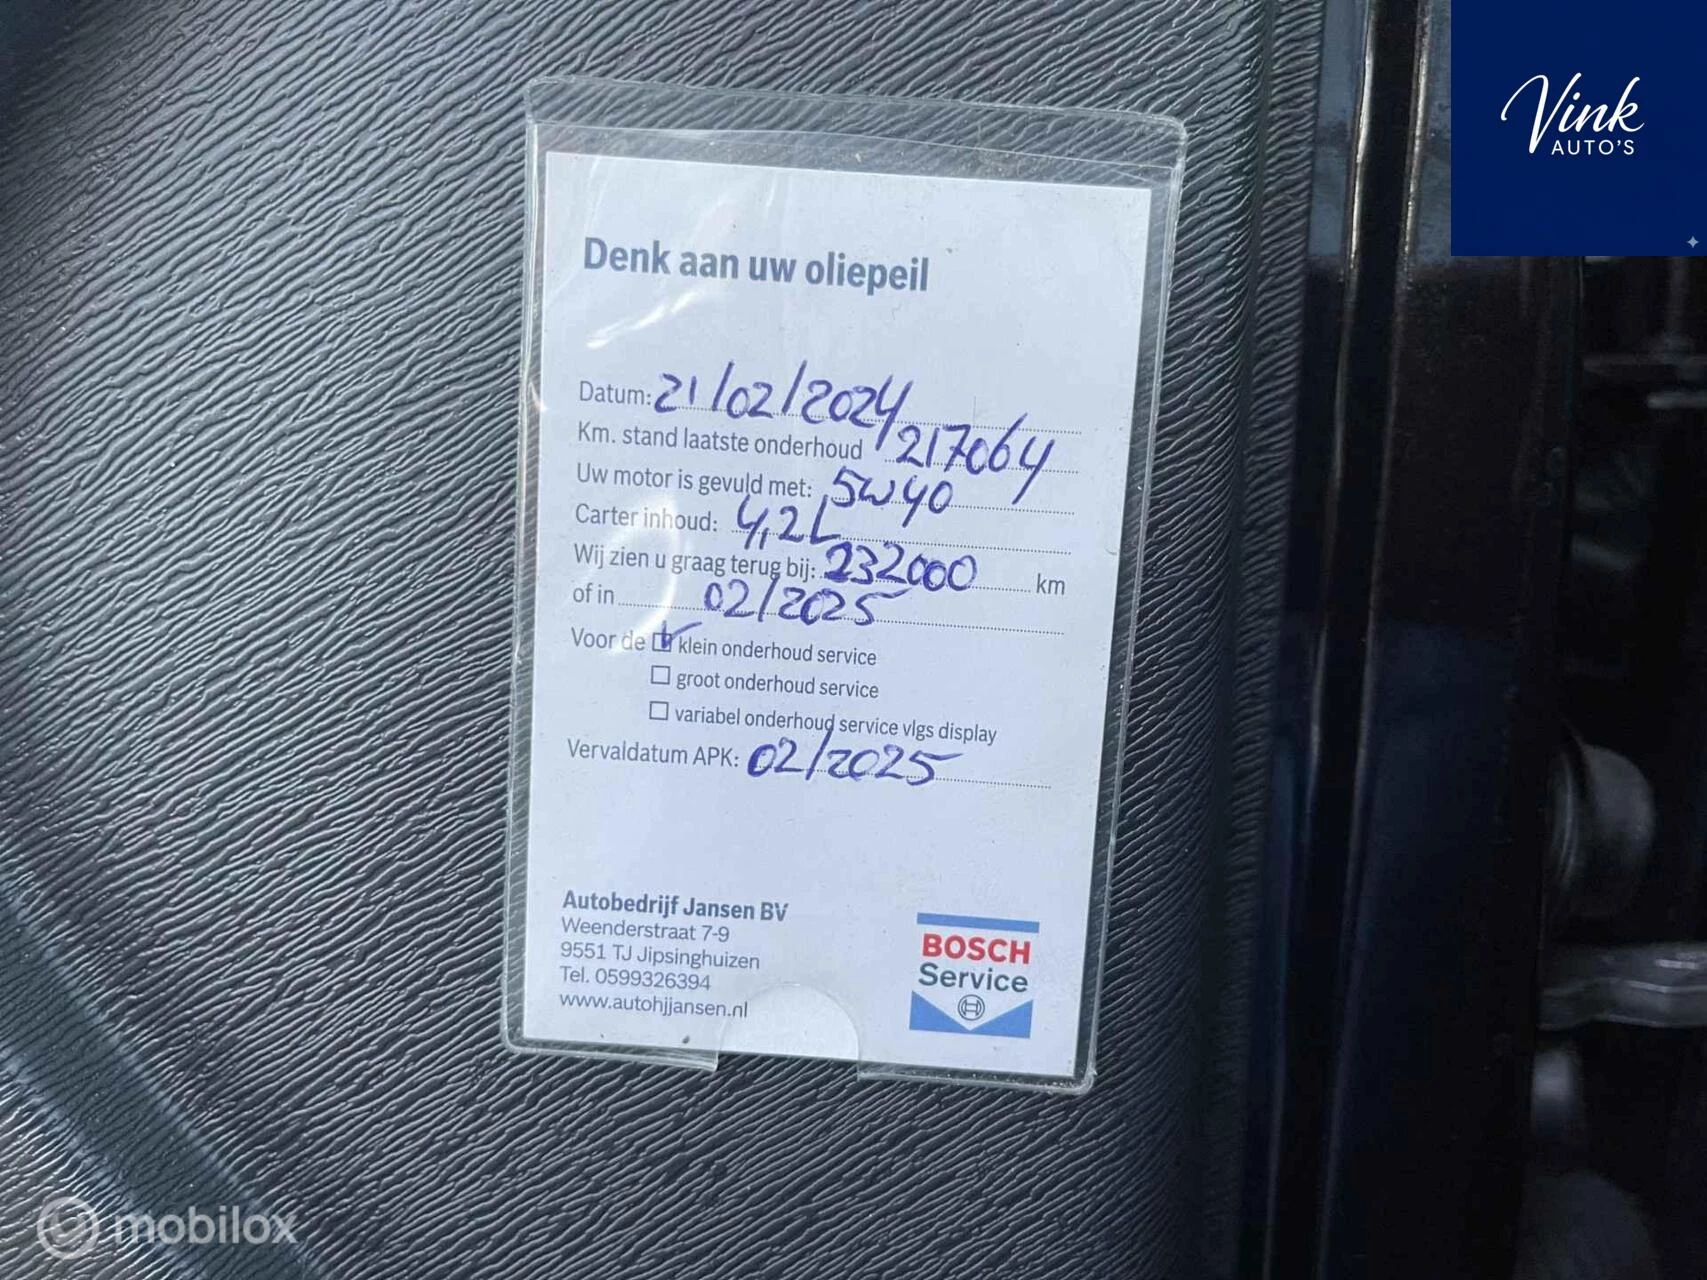 Vink
AUTO'S
Denk aan uw oliepeil
Datum: 21/02/2024
Km. stand laatste onderhoud 217064
Uw motor is gevuld met: 5W40
Carter inhoud: 4,2L
Wij zien u graag terug bij: 232000 km
of in 02/2025
Voor de klein onderhoud service
groot onderhoud service
variabel onderhoud service vlgs display
Vervaldatum APK: 02/2025
Autobedrijf Jansen BV
Weenderstraat 7-9
9551 TJ Jipsinghuizen
Tel. 0599326394
www.autohjjansen.nl
BOSCH
Service
mobilox